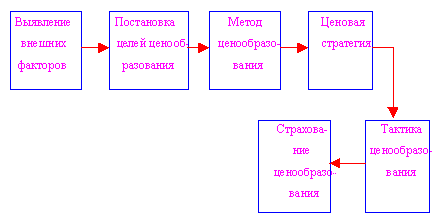 Выявление
внешних
факторов
Постановка
целей ценооб-
разования
Метод
ценообразо-
вания
Ценовая
стратегия
Тактика
ценообразо-
вания
Страхова-
ние
ценообразо-
вания